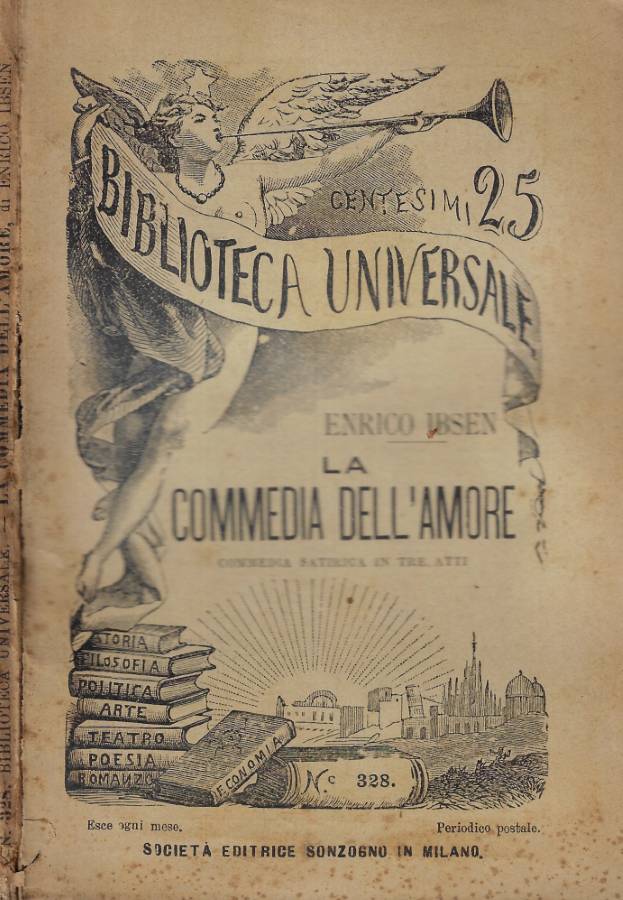 CENTESIMI 25
BIBLIOTECA UNIVERSALE
ENRICO IBSEN
LA
COMMEDIA DELL'AMORE
COMMEDIA SATIRICA IN TRE ATTI
STORIA
FILOSOFIA
POLITICA
ARTE
TEATRO
POESIA
ROMANZO
ECONOMIA
N.º 328.
Esce ogni mese.
Periodico postale.
SOCIETÀ EDITRICE SONZOGNO IN MILANO.
N. 328. BIBLIOTECA UNIVERSALE. — LA COMMEDIA DELL'AMORE, di ENRICO IBSEN